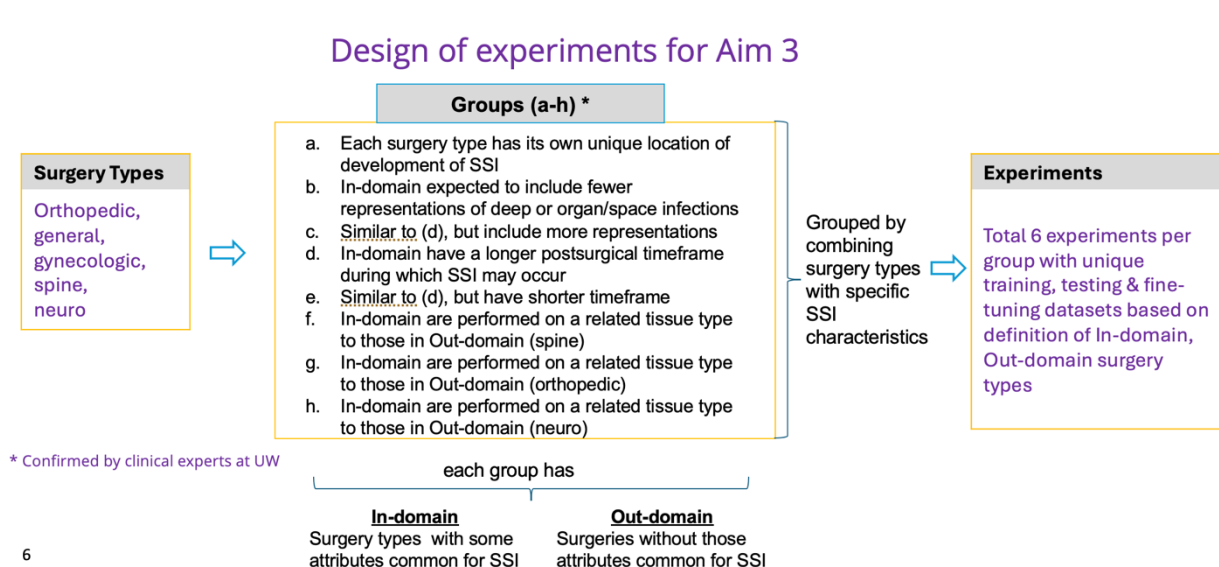 Design of experiments for Aim 3
Groups (a-h) *
Surgery Types
Orthopedic,
general,
gynecologic,
spine,
neuro
a. Each surgery type has its own unique location of
development of SSI
b. In-domain expected to include fewer
representations of deep or organ/space infections
c. Similar to (d), but include more representations
d. In-domain have a longer postsurgical timeframe
during which SSI may occur
e. Similar to (d), but have shorter timeframe
f. In-domain are performed on a related tissue type
to those in Out-domain (spine)
g. In-domain are performed on a related tissue type
to those in Out-domain (orthopedic)
h. In-domain are performed on a related tissue type
to those in Out-domain (neuro)
Grouped by
combining
surgery types
with specific
SSI
characteristics
Experiments
Total 6 experiments per
group with unique
training, testing & fine-
tuning datasets based on
definition of In-domain,
Out-domain surgery
types
* Confirmed by clinical experts at UW
each group has
In-domain
Surgery types with some
attributes common for SSI
Out-domain
Surgeries without those
attributes common for SSI
6